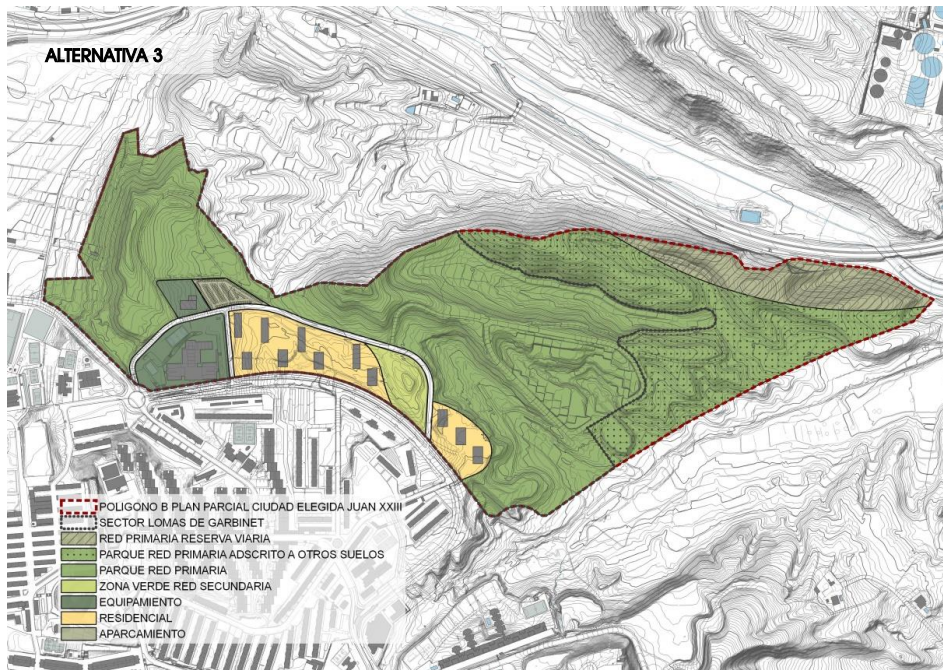 ALTERNATIVA 3
POLIGONO B PLAN PARCIAL CIUDAD ELEGIDA JUAN XXIII
SECTOR LOMAS DE GARBINET
RED PRIMARIA RESERVA VIARIA
PARQUE RED PRIMARIA ADSCRITO A OTROS SUELOS
PARQUE RED PRIMARIA
ZONA VERDE RED SECUNDARIA
EQUIPAMIENTO
RESIDENCIAL
APARCAMIENTO